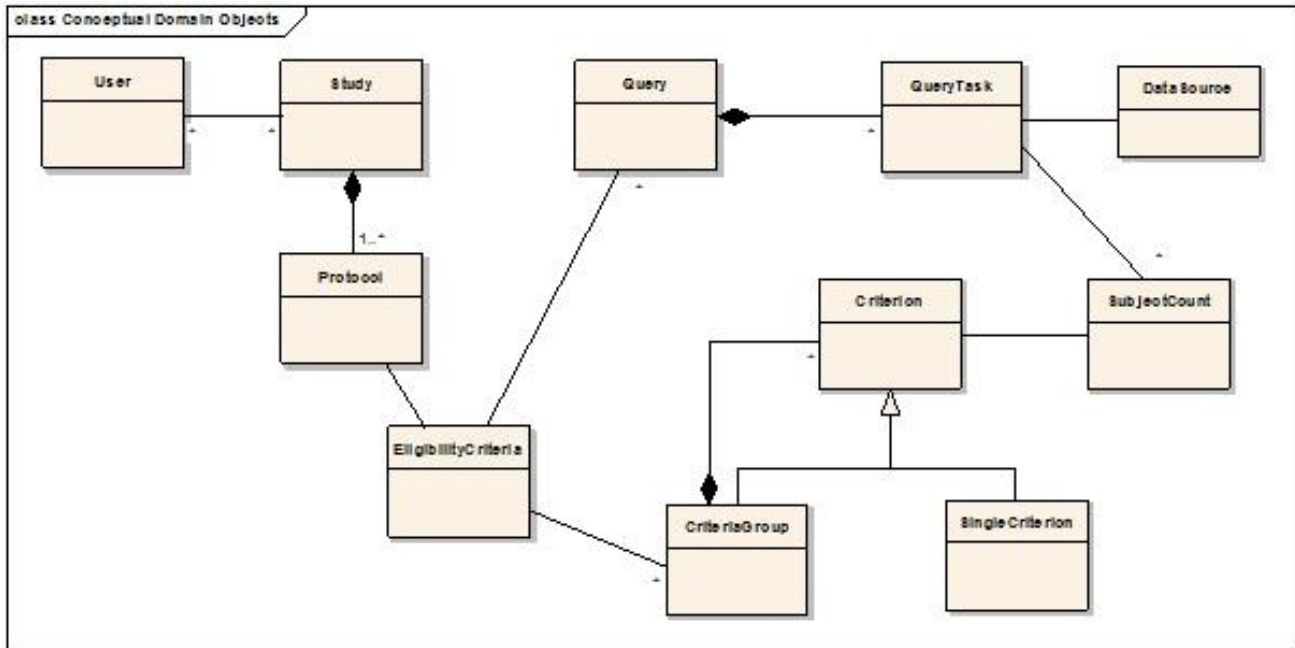 class Conceptual Domain Objects
User
Study
Query
QueryTask
DataSource
*
*
*
*
1..*
*
Protocol
Criterion
SubjectCount
*
EligibilityCriteria
CriteriaGroup
SingleCriterion
*